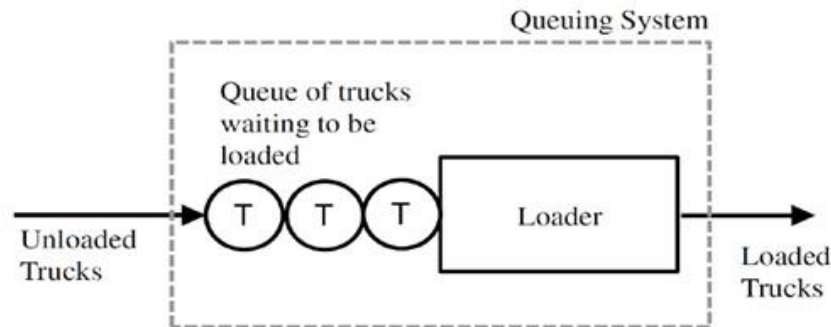 Queuing System
Queue of trucks
waiting to be
loaded
T T T
Loader
Unloaded
Trucks
Loaded
Trucks